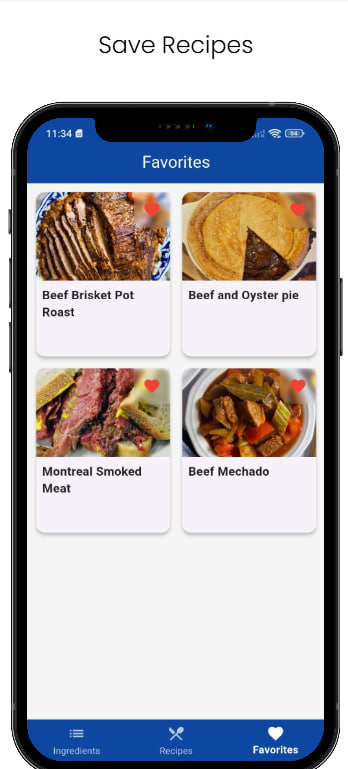 Save Recipes
11:34
94
Favorites
Beef Brisket Pot
Roast
Beef and Oyster pie
Montreal Smoked
Meat
Beef Mechado
Ingredients
Recipes
Favorites